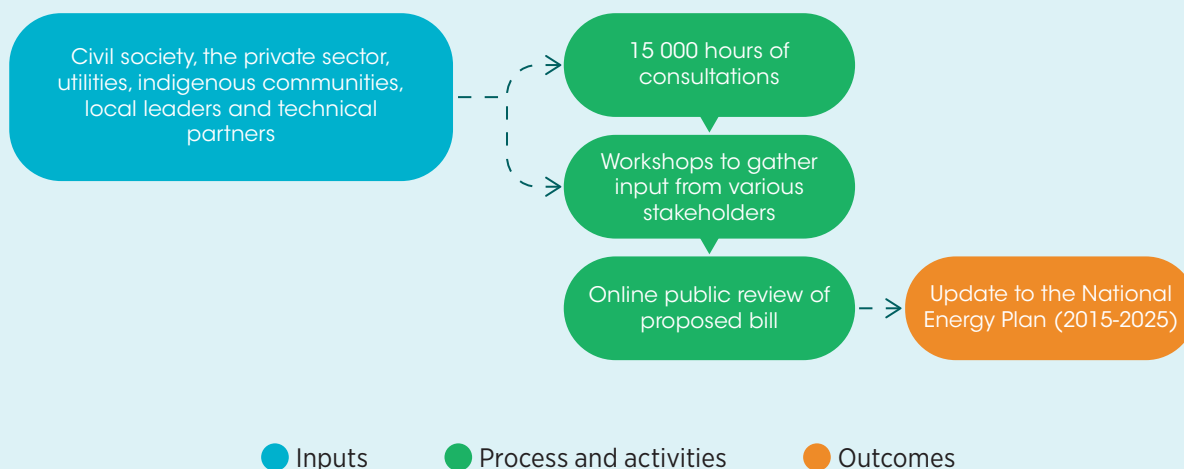 Civil society, the private sector,
utilities, indigenous communities,
local leaders and technical
partners
15 000 hours of
consultations
Workshops to gather
input from various
stakeholders
Online public review of
proposed bill
Update to the National
Energy Plan (2015-2025)
Inputs
Process and activities
Outcomes